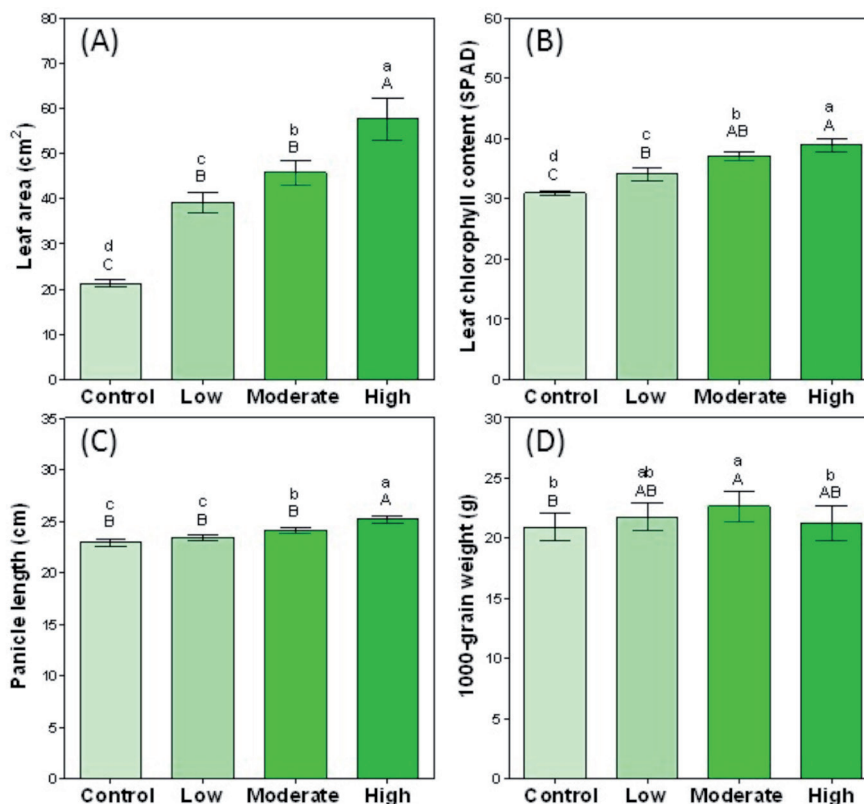 (A)
Leaf area (cm²)
80
70
60
50
40
30
20
10
0
d
C
c
B
b
B
a
A
Control Low Moderate High
(B)
Leaf chlorophyll content (SPAD)
60
50
40
30
20
10
0
d
C
c
B
b
AB
a
A
Control Low Moderate High
(C)
Panicle length (cm)
35
30
25
20
15
10
5
0
c
B
c
B
b
B
a
A
Control Low Moderate High
(D)
1000-grain weight (g)
30
25
20
15
10
5
0
b
B
ab
AB
a
A
b
AB
Control Low Moderate High